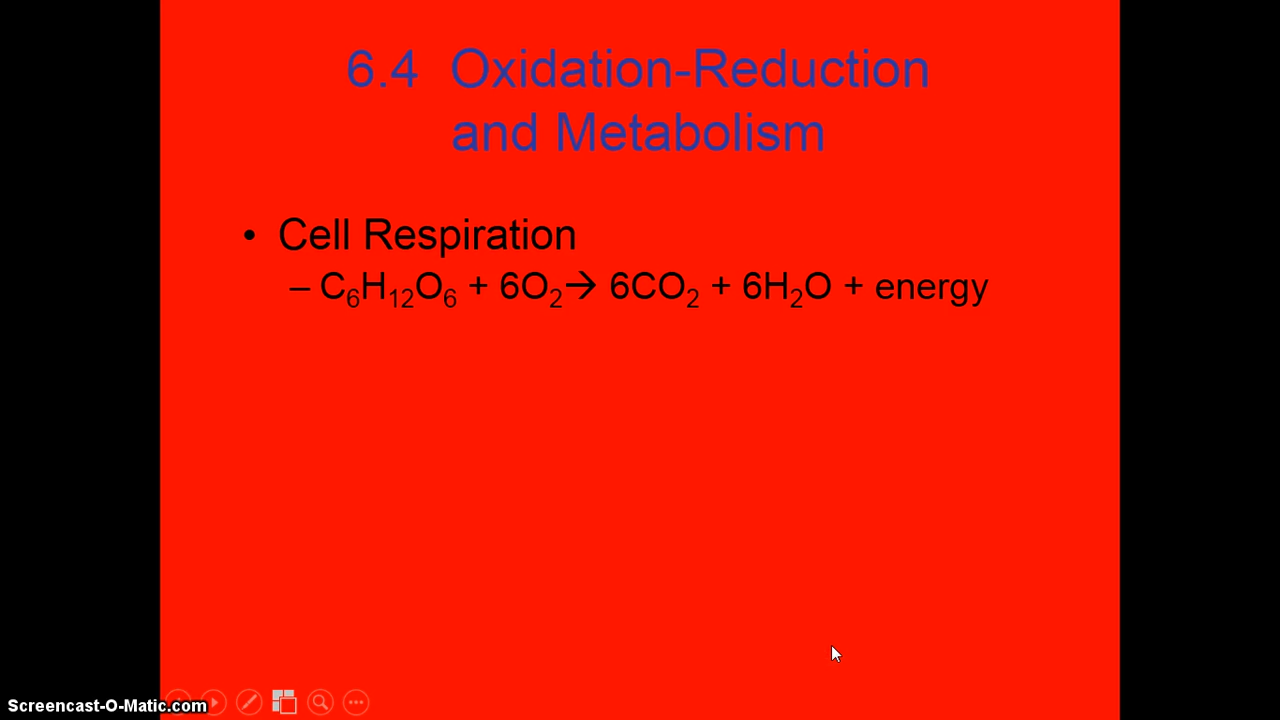 6.4 Oxidation-Reduction
and Metabolism
• Cell Respiration
– C₆H₁₂O₆ + 6O₂→ 6CO₂ + 6H₂O + energy
Screencast-O-Matic.com